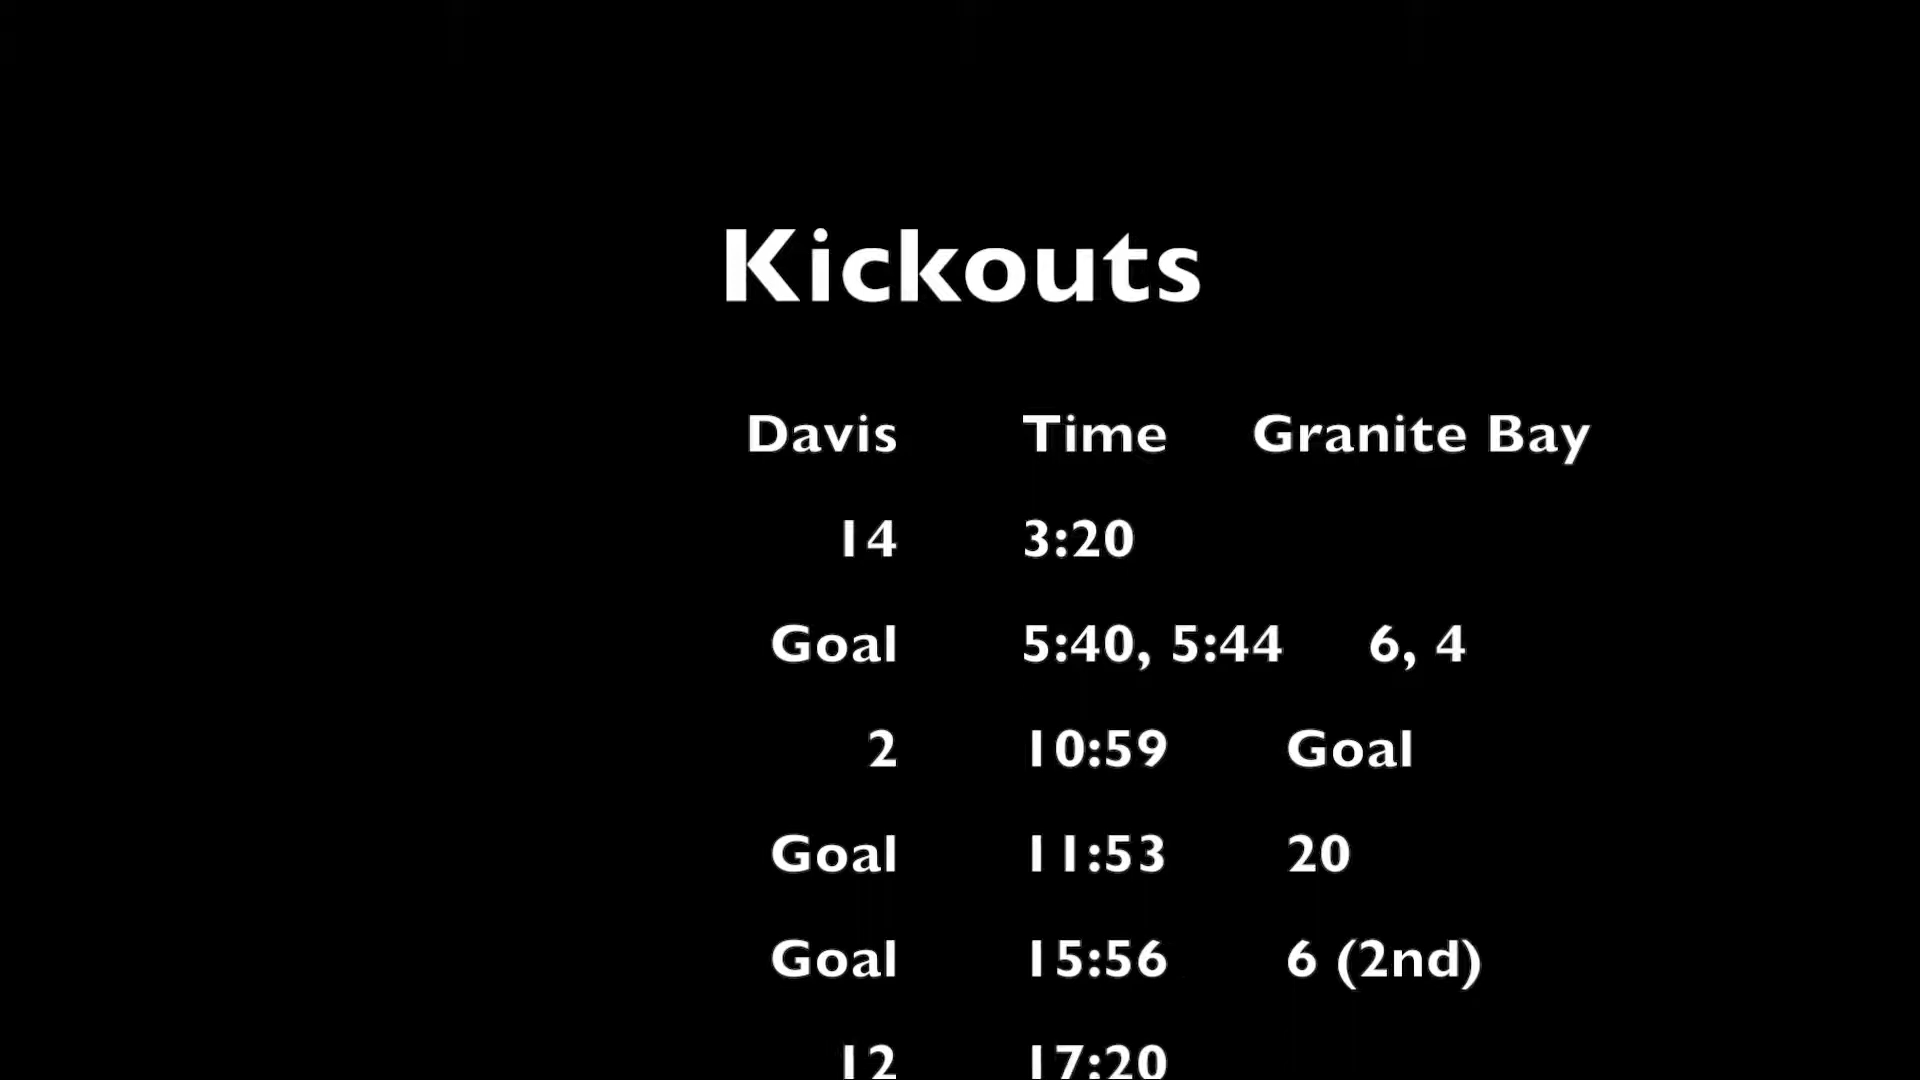 Kickouts
Davis Time Granite Bay
14 3:20
Goal 5:40, 5:44 6, 4
2 10:59 Goal
Goal 11:53 20
Goal 15:56 6 (2nd)
12 17:20